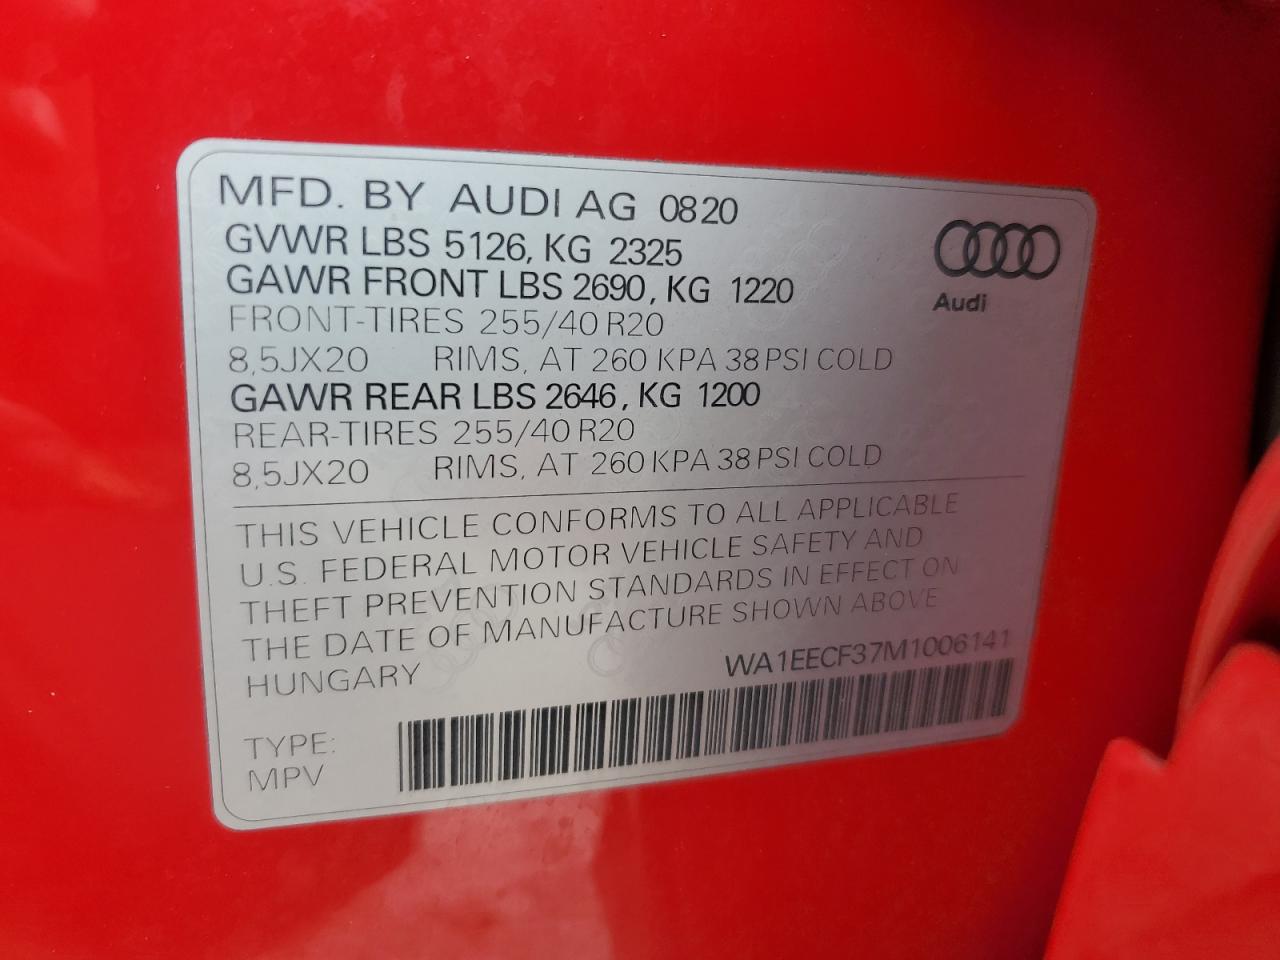 MFD. BY AUDI AG 0820
GVWR LBS 5126, KG 2325
GAWR FRONT LBS 2690, KG 1220
FRONT-TIRES 255/40 R20
8,5JX20 RIMS, AT 260 KPA 38 PSI COLD
GAWR REAR LBS 2646, KG 1200
REAR-TIRES 255/40 R20
8,5JX20 RIMS, AT 260 KPA 38 PSI COLD
Audi
THIS VEHICLE CONFORMS TO ALL APPLICABLE
U.S. FEDERAL MOTOR VEHICLE SAFETY AND
THEFT PREVENTION STANDARDS IN EFFECT ON
THE DATE OF MANUFACTURE SHOWN ABOVE
HUNGARY
WA1EECF37M1006141
TYPE:
MPV